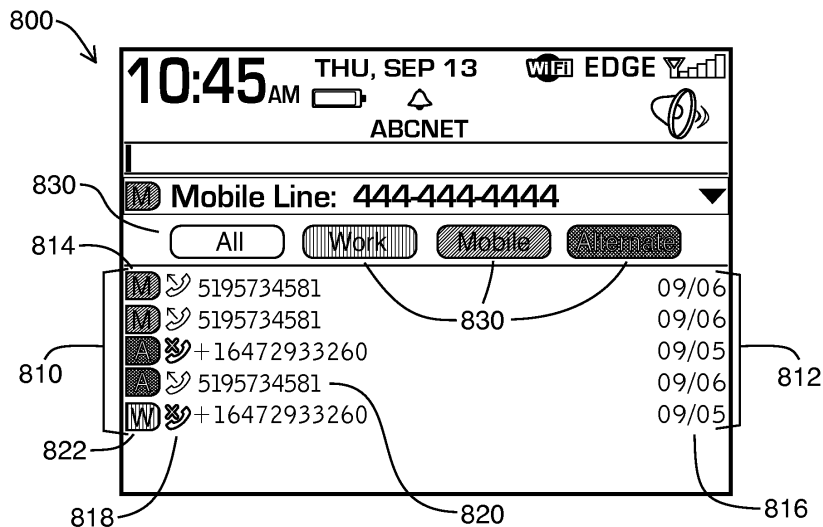 800
10:45 AM THU, SEP 13 WiFi EDGE
ABCNET
830
M Mobile Line: 444-444-4444
All Work Mobile Alternate
814
M 5195734581 09/06
830
M 5195734581 09/06
810 A +16472933260 09/05 812
A 5195734581 09/06
W +16472933260 09/05
822
818 820 816